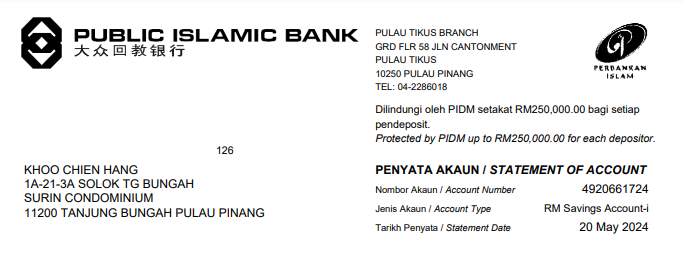 PUBLIC ISLAMIC BANK
大众回教银行
PULAU TIKUS BRANCH
GRD FLR 58 JLN CANTONMENT
PULAU TIKUS
10250 PULAU PINANG
TEL: 04-2286018
PERBANKAN
ISLAM
Dilindungi oleh PIDM setakat RM250,000.00 bagi setiap
pendeposit.
Protected by PIDM up to RM250,000.00 for each depositor.
126
KHOO CHIEN HANG
1A-21-3A SOLOK TG BUNGAH
SURIN CONDOMINIUM
11200 TANJUNG BUNGAH PULAU PINANG
PENYATA AKAUN / STATEMENT OF ACCOUNT
Nombor Akaun / Account Number 4920661724
Jenis Akaun / Account Type RM Savings Account-i
Tarikh Penyata / Statement Date 20 May 2024